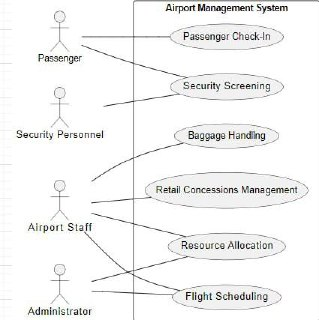 Airport Management System
Passenger Check-In
Passenger
Security Screening
Security Personnel
Baggage Handling
Retail Concessions Management
Airport Staff
Resource Allocation
Flight Scheduling
Administrator